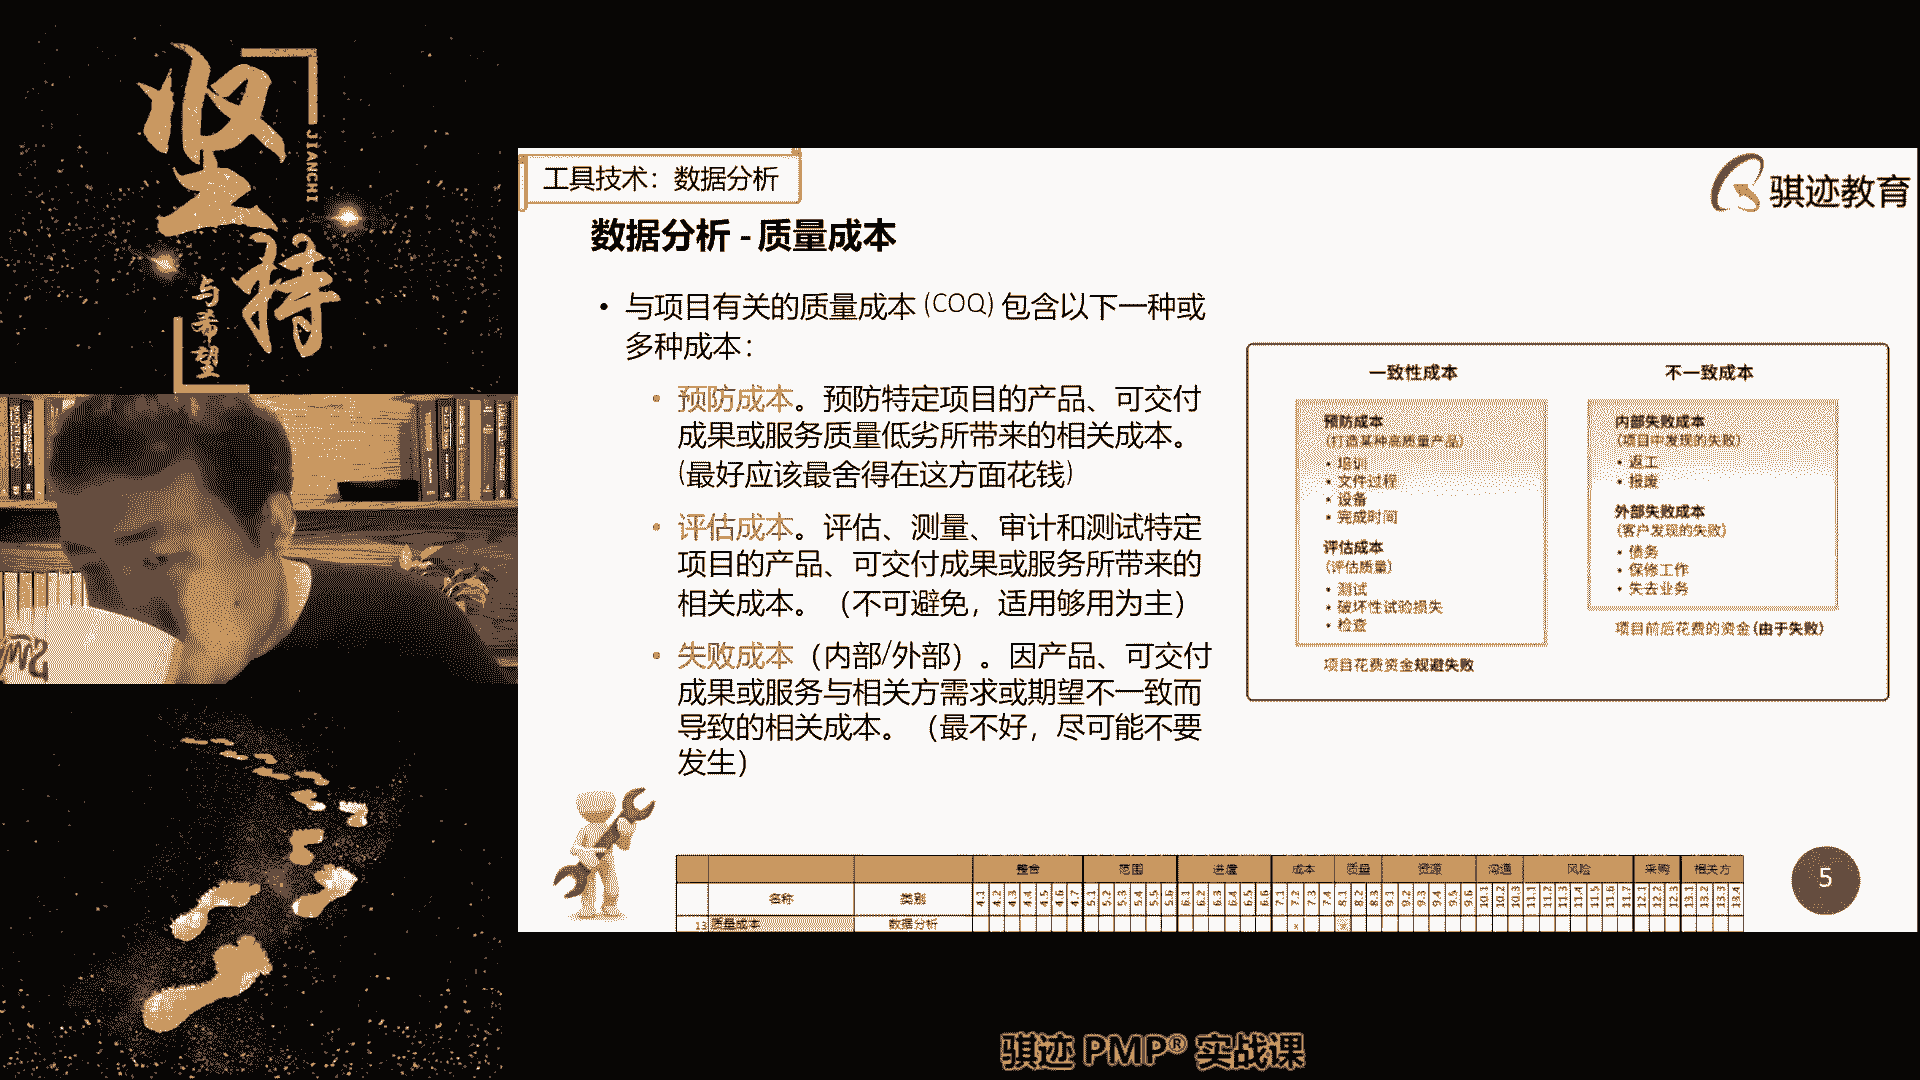 坚持
JIANCHI
与希望
工具技术：数据分析
骐迹教育
数据分析 - 质量成本
• 与项目有关的质量成本 (COQ) 包含以下一种或
多种成本：
• 预防成本。预防特定项目的产品、可交付
成果或服务质量低劣所带来的相关成本。
(最好应该最舍得在这方面花钱)
• 评估成本。评估、测量、审计和测试特定
项目的产品、可交付成果或服务所带来的
相关成本。（不可避免，适用够用为主）
• 失败成本（内部/外部）。因产品、可交付
成果或服务与相关方需求或期望不一致而
导致的相关成本。（最不好，尽可能不要
发生）
一致性成本
预防成本
(打造某种高质量产品)
• 培训
• 文件过程
• 设备
• 完成时间
评估成本
(评估质量)
• 测试
• 破坏性试验损失
• 检查
项目花费资金规避失败
不一致成本
内部失败成本
(项目中发现的失败)
• 返工
• 报废
外部失败成本
(客户发现的失败)
• 债务
• 保修工作
• 失去业务
项目前后花费的资金(由于失败)
整合 范围 进度 成本 质量 资源 沟通 风险 采购 相关方
名称 类别 4.1 4.2 4.3 4.4 4.5 4.6 4.7 5.1 5.2 5.3 5.4 5.5 5.6 6.1 6.2 6.3 6.4 6.5 6.6 7.1 7.2 7.3 7.4 8.1 8.2 8.3 9.1 9.2 9.3 9.4 9.5 9.6 10.1 10.2 10.3 11.1 11.2 11.3 11.4 11.5 11.6 11.7 12.1 12.2 12.3 13.1 13.2 13.3 13.4
13 质量成本 数据分析 x x
5
骐迹 PMP® 实战课